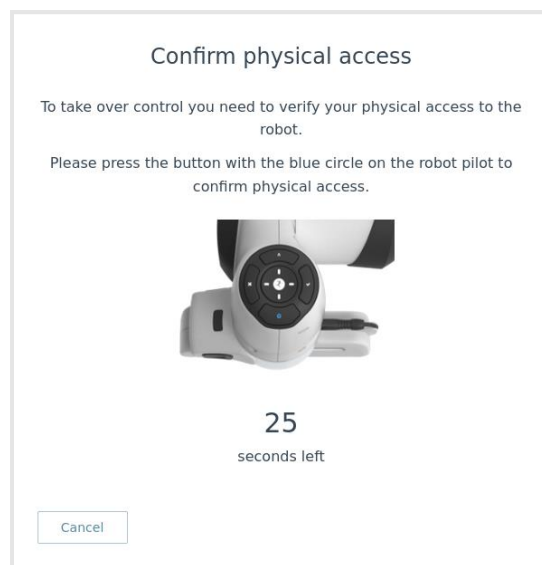 Confirm physical access
To take over control you need to verify your physical access to the
robot.
Please press the button with the blue circle on the robot pilot to
confirm physical access.
25
seconds left
Cancel